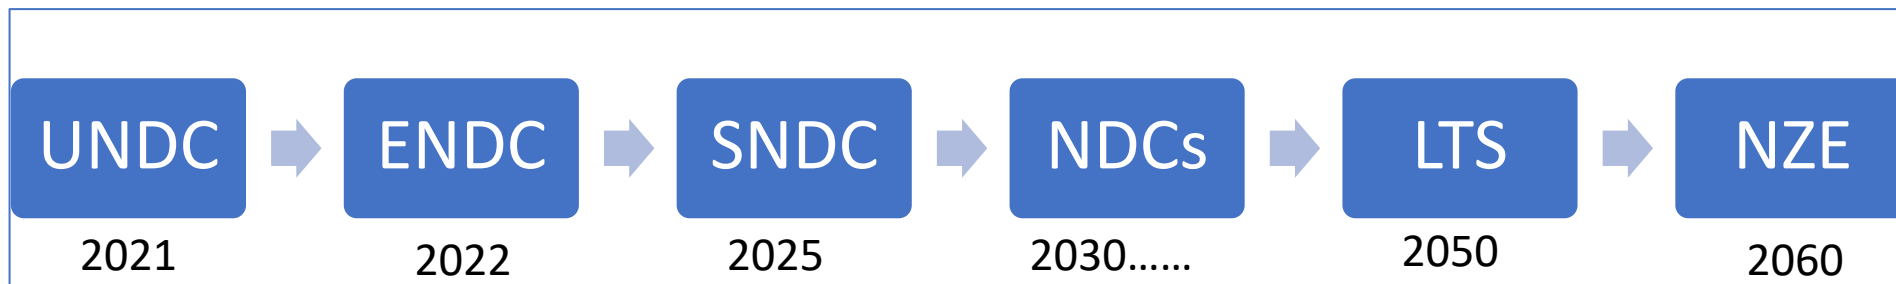 UNDC ENDC SNDC NDCs LTS NZE
2021 2022 2025 2030...... 2050 2060